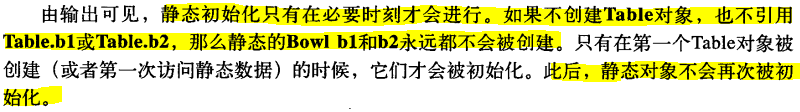 由输出可见，静态初始化只有在必要时刻才会进行。如果不创建Table对象，也不引用
Table.b1或Table.b2，那么静态的Bowl b1和b2永远都不会被创建。只有在第一个Table对象被
创建（或者第一次访问静态数据）的时候，它们才会被初始化。此后，静态对象不会再次被初
始化。